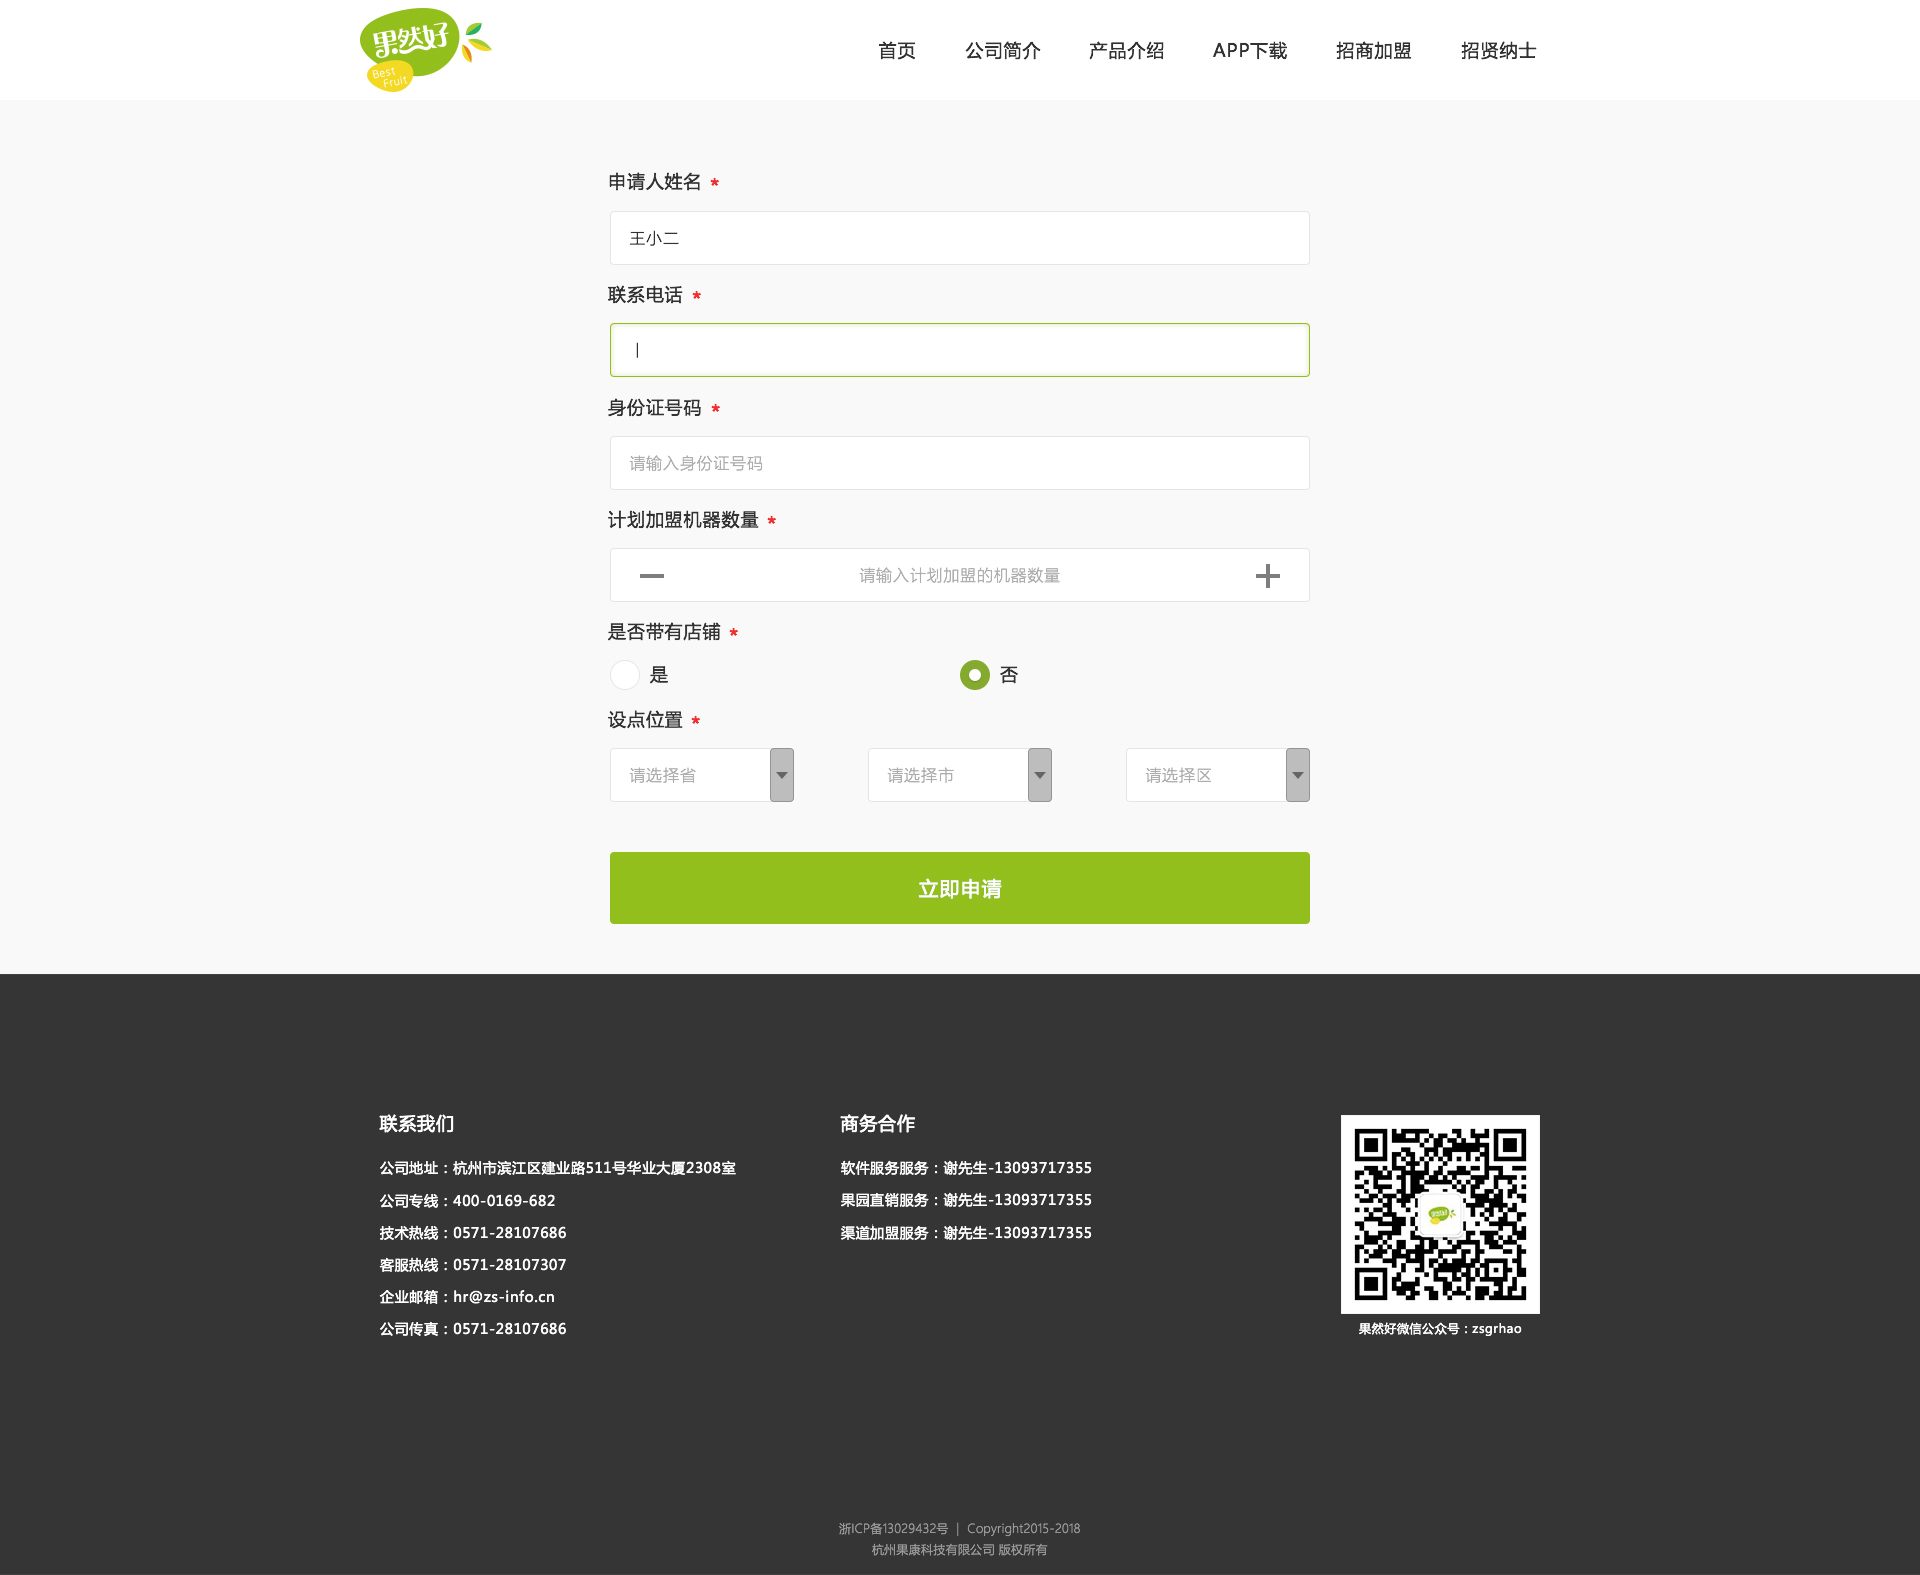 果然好
Best
Fruit
首页 公司简介 产品介绍 APP下载 招商加盟 招贤纳士
申请人姓名 *
王小二
联系电话 *
身份证号码 *
请输入身份证号码
计划加盟机器数量 *
请输入计划加盟的机器数量
是否带有店铺 *
是 否
设点位置 *
请选择省 请选择市 请选择区
立即申请
联系我们
公司地址：杭州市滨江区建业路511号华业大厦2308室
公司专线：400-0169-682
技术热线：0571-28107686
客服热线：0571-28107307
企业邮箱：hr@zs-info.cn
公司传真：0571-28107686
商务合作
软件服务服务：谢先生-13093717355
果园直销服务：谢先生-13093717355
渠道加盟服务：谢先生-13093717355
果然好
果然好微信公众号：zsgrhao
浙ICP备13029432号 | Copyright2015-2018
杭州果康科技有限公司 版权所有